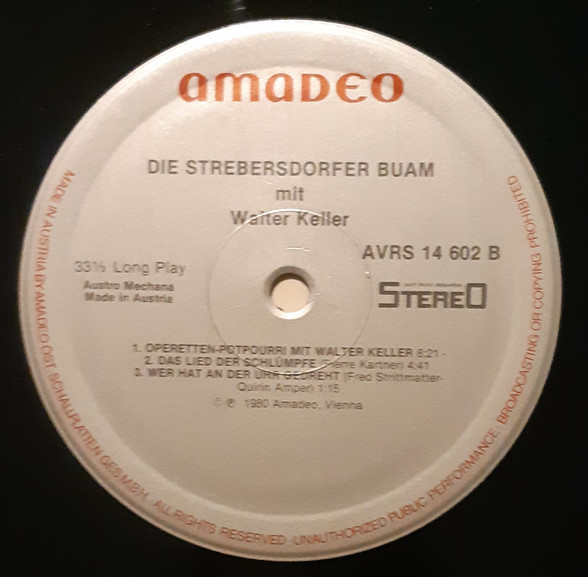 amaDEO
DIE STREBERSDORFER BUAM
mit
Walter Keller
AVRS 14 602 B
33⅓ Long Play
Austro Mechana
Made in Austria
STEREO
1. OPERETTEN-POTPOURRI MIT WALTER KELLER 8:21 -
2. DAS LIED DER SCHLÜMPFE (Pierre Kartner) 4:41
3. WER HAT AN DER UHR GEDREHT (Fred Strittmatter-
Quirin Amper) 1:15
© ℗ 1980 Amadeo, Vienna
MADE IN AUSTRIA BY AMADEO ÖST. SCHALLPLATTEN GES.M.B.H. · ALL RIGHTS RESERVED · UNAUTHORIZED PUBLIC PERFORMANCE · BROADCASTING OR COPYING PROHIBITED